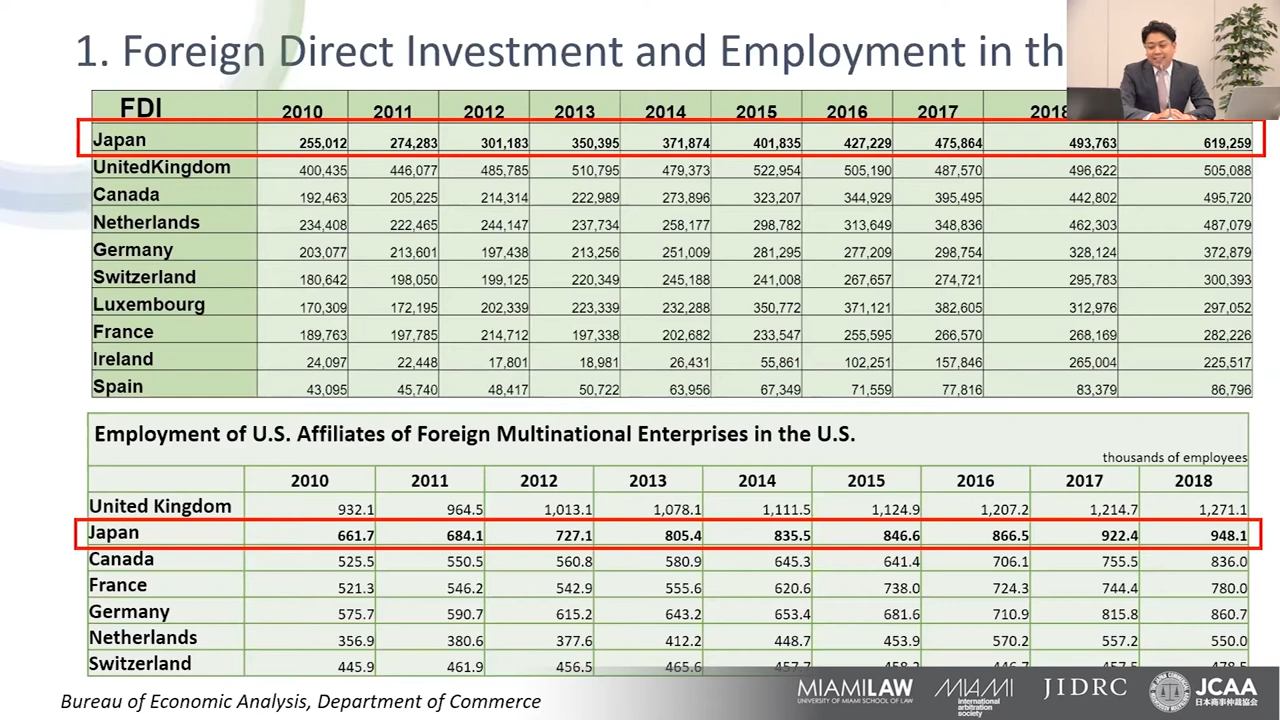 1. Foreign Direct Investment and Employment in th
FDI 2010 2011 2012 2013 2014 2015 2016 2017 2018
Japan 255,012 274,283 301,183 350,395 371,874 401,835 427,229 475,864 493,763 619,259
UnitedKingdom 400,435 446,077 485,785 510,795 479,373 522,954 505,190 487,570 496,622 505,088
Canada 192,463 205,225 214,314 222,989 273,896 323,207 344,929 395,495 442,802 495,720
Netherlands 234,408 222,465 244,147 237,734 258,177 298,782 313,649 348,836 462,303 487,079
Germany 203,077 213,601 197,438 213,256 251,009 281,295 277,209 298,754 328,124 372,879
Switzerland 180,642 198,050 199,125 220,349 245,188 241,008 267,657 274,721 295,783 300,393
Luxembourg 170,309 172,195 202,339 223,339 232,288 350,772 371,121 382,605 312,976 297,052
France 189,763 197,785 214,712 197,338 202,682 233,547 255,595 266,570 268,169 282,226
Ireland 24,097 22,448 17,801 18,981 26,431 55,861 102,251 157,846 265,004 225,517
Spain 43,095 45,740 48,417 50,722 63,956 67,349 71,559 77,816 83,379 86,796
Employment of U.S. Affiliates of Foreign Multinational Enterprises in the U.S.
thousands of employees
2010 2011 2012 2013 2014 2015 2016 2017 2018
United Kingdom 932.1 964.5 1,013.1 1,078.1 1,111.5 1,124.9 1,207.2 1,214.7 1,271.1
Japan 661.7 684.1 727.1 805.4 835.5 846.6 866.5 922.4 948.1
Canada 525.5 550.5 560.8 580.9 645.3 641.4 706.1 755.5 836.0
France 521.3 546.2 542.9 555.6 620.6 738.0 724.3 744.4 780.0
Germany 575.7 590.7 615.2 643.2 653.4 681.6 710.9 815.8 860.7
Netherlands 356.9 380.6 377.6 412.2 448.7 453.9 570.2 557.2 550.0
Switzerland 445.9 461.9 456.5 465.6
Bureau of Economic Analysis, Department of Commerce
MIAMI LAW
UNIVERSITY OF MIAMI SCHOOL OF LAW
MIAMI
international
arbitration
society
JIDRC
JCAA
日本商事仲裁協会